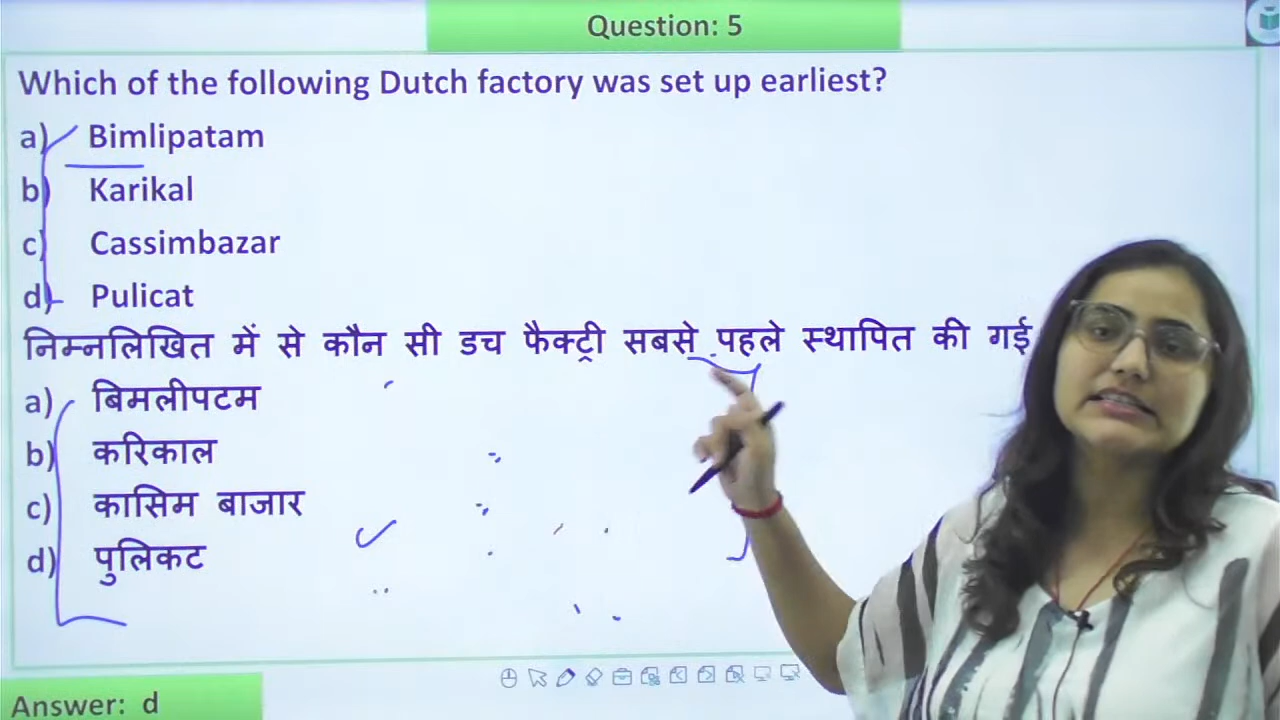 Question: 5
Which of the following Dutch factory was set up earliest?
a) Bimlipatam
b) Karikal
c) Cassimbazar
d) Pulicat
निम्नलिखित में से कौन सी डच फैक्ट्री सबसे पहले स्थापित की गई
a) बिमलीपटम
b) करिकाल
c) कासिम बाजार
d) पुलिकट
Answer: d